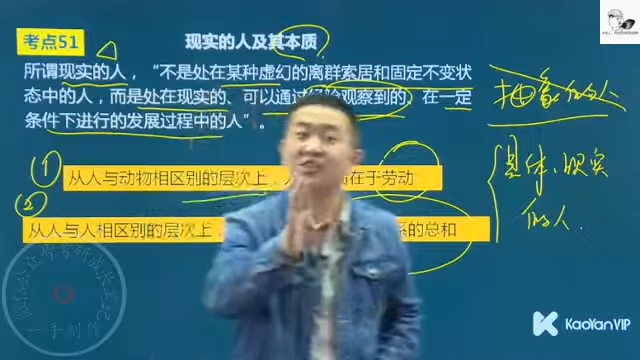 考点51
现实的人及其本质
所谓现实的人，“不是处在某种虚幻的离群索居和固定不变状
态中的人，而是处在现实的、可以通过经验观察到的、在一定
条件下进行的发展过程中的人”。
抽象的人
① 从人与动物相区别的层次上，人 在于劳动
具体、现实
的人.
② 从人与人相区别的层次上， 系的总和
一手制作
KaoYanVIP